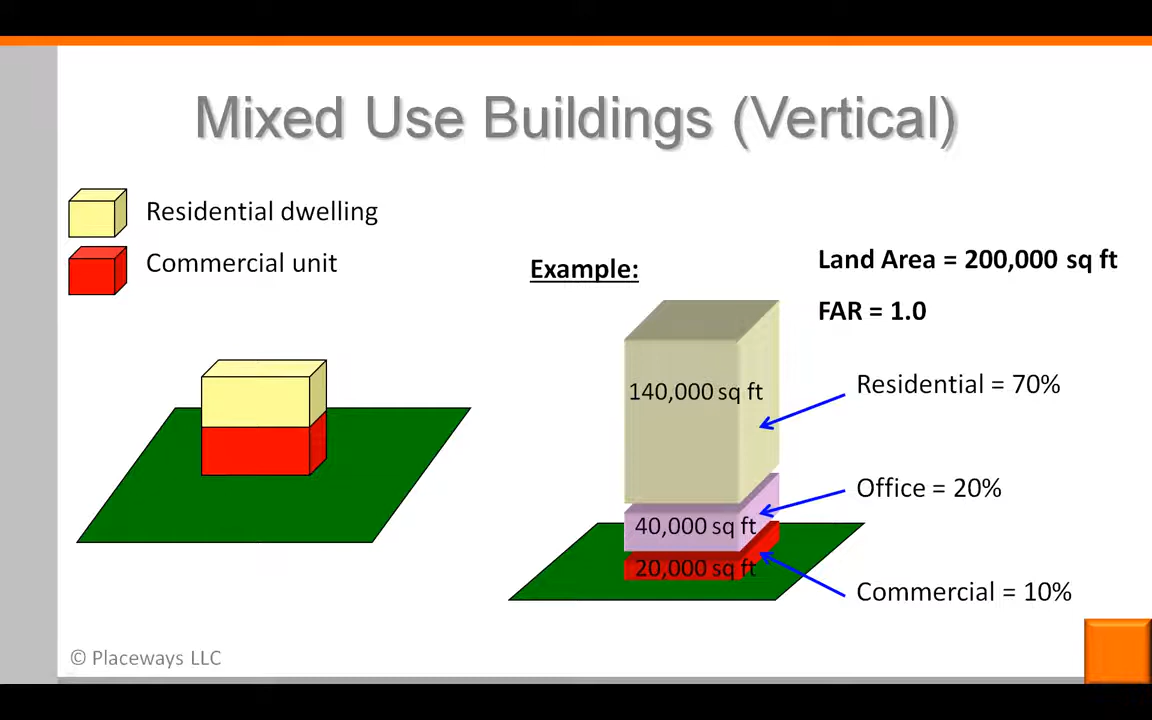 Mixed Use Buildings (Vertical)
Residential dwelling
Commercial unit
Example:
Land Area = 200,000 sq ft
FAR = 1.0
140,000 sq ft
Residential = 70%
40,000 sq ft
Office = 20%
20,000 sq ft
Commercial = 10%
© Placeways LLC